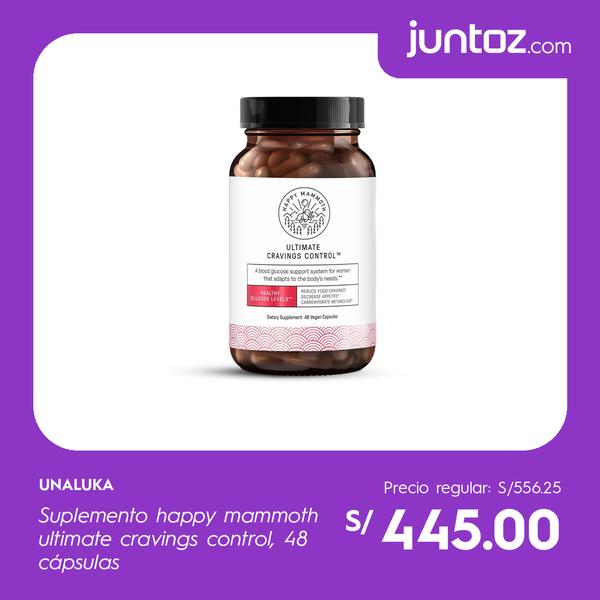 juntoz.com
HAPPY MAMMOTH
ULTIMATE
CRAVINGS CONTROL™
A blood glucose support system for women
that adapts to the body's needs.**
HEALTHY
GLUCOSE LEVELS**
REDUCE FOOD CRAVINGS*
DECREASE APPETITE*
CARBOHYDRATE METABOLISM*
Dietary Supplement 48 Vegan Capsules
UNALUKA
Suplemento happy mammoth
ultimate cravings control, 48
cápsulas
Precio regular: S/556.25
S/ 445.00